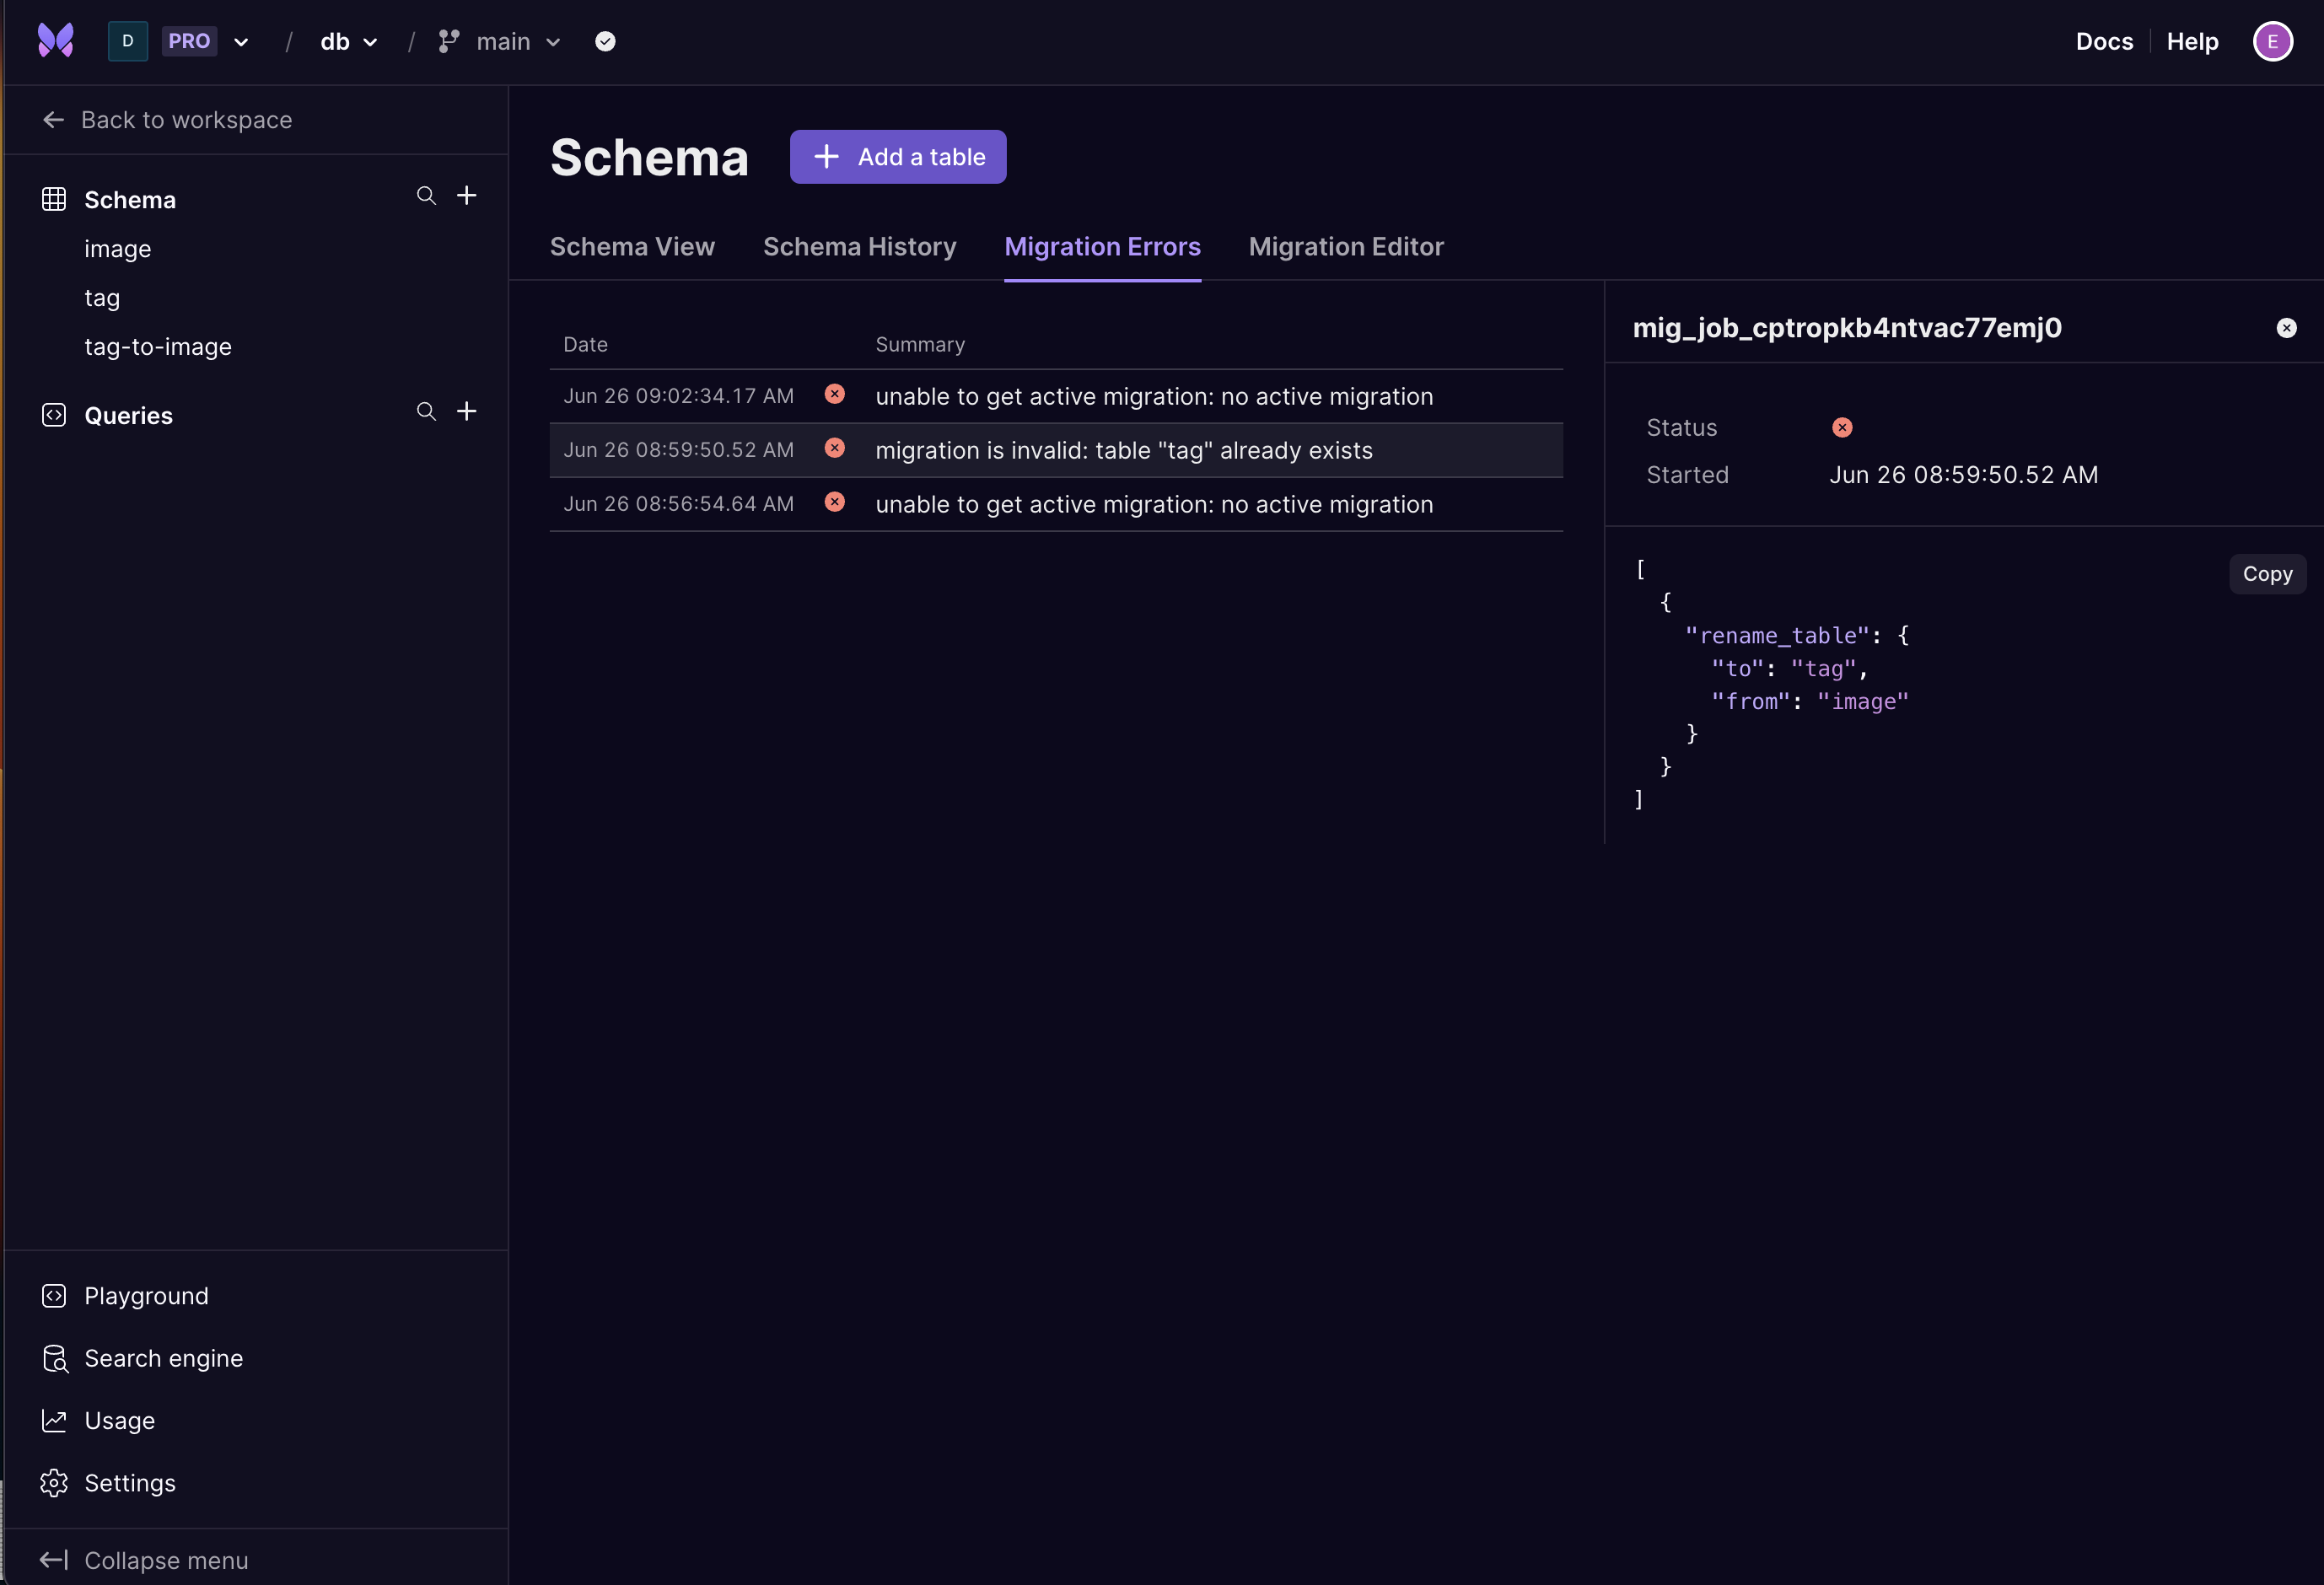 D PRO / db / main
Docs Help E
Back to workspace
Schema
image
tag
tag-to-image
Queries
Playground
Search engine
Usage
Settings
Collapse menu
Schema
Add a table
Schema View Schema History Migration Errors Migration Editor
Date Summary
Jun 26 09:02:34.17 AM unable to get active migration: no active migration
Jun 26 08:59:50.52 AM migration is invalid: table "tag" already exists
Jun 26 08:56:54.64 AM unable to get active migration: no active migration
mig_job_cptropkb4ntvac77emj0
Status
Started Jun 26 08:59:50.52 AM
Copy
[
{
"rename_table": {
"to": "tag",
"from": "image"
}
}
]